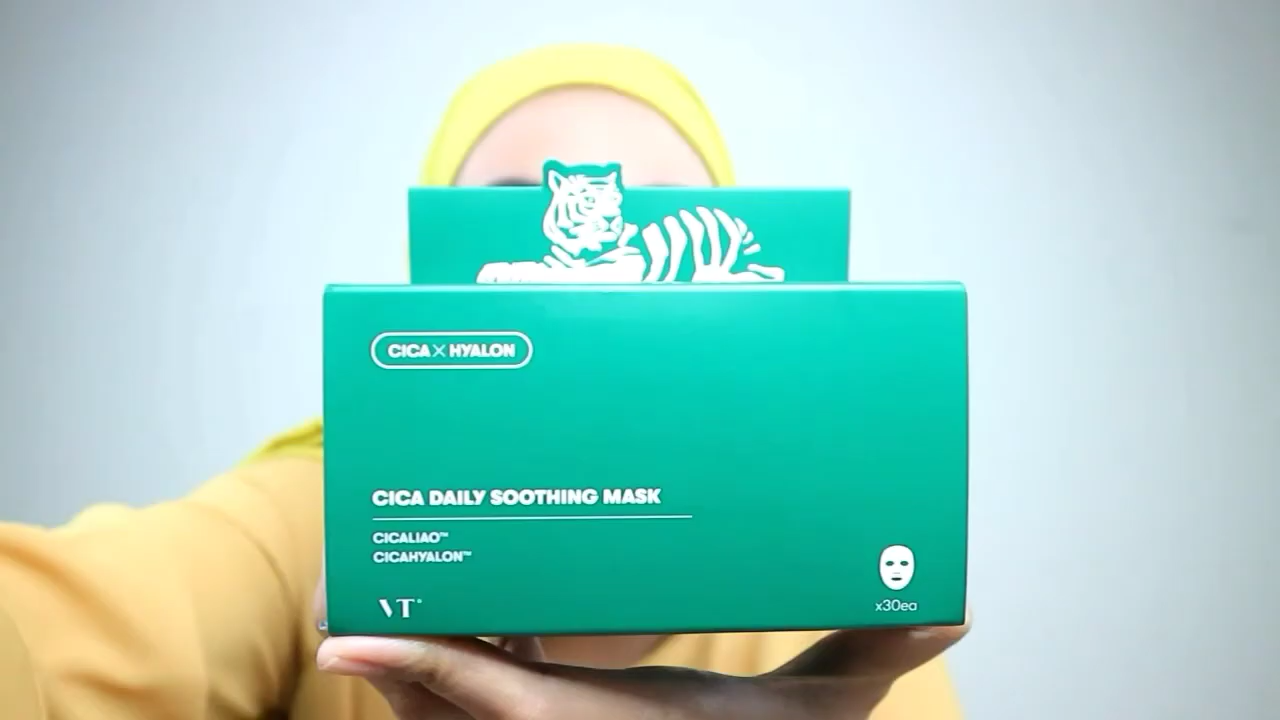 CICA X HYALON
CICA DAILY SOOTHING MASK
CICALIAO™
CICAHYALON™
VT®
x30ea